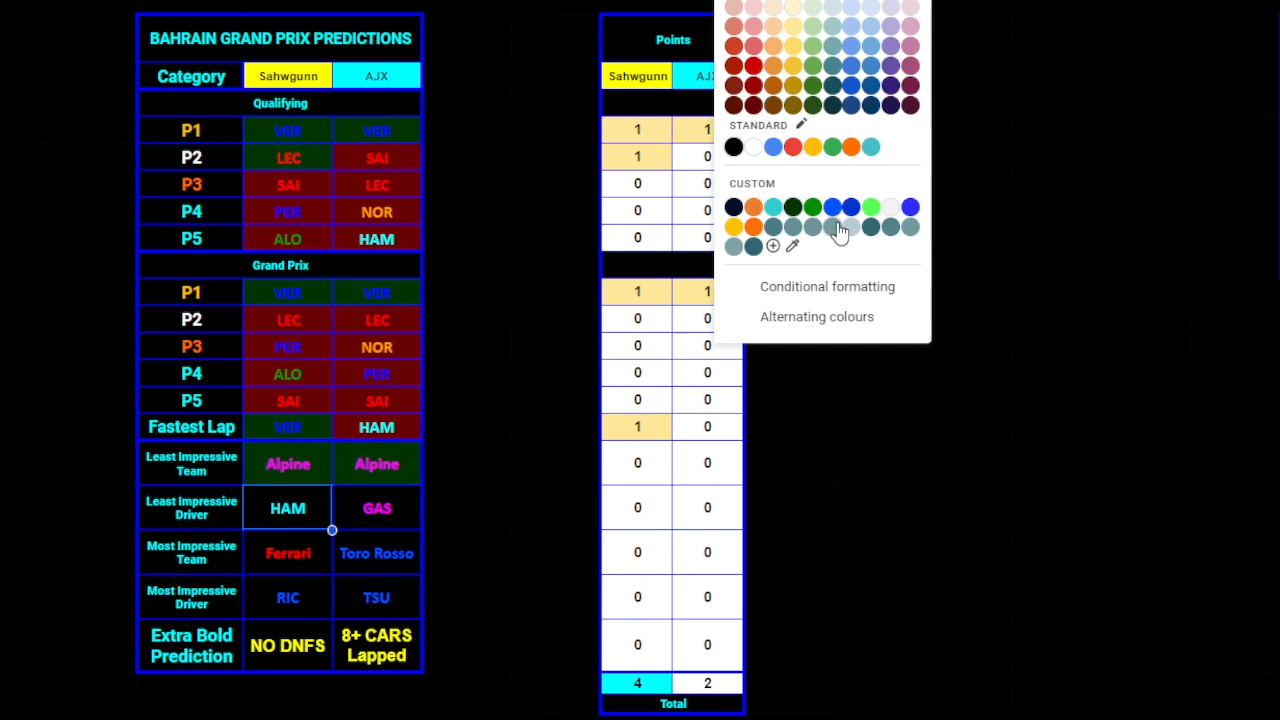 BAHRAIN GRAND PRIX PREDICTIONS
Category Sahwgunn AJX
Qualifying
P1 VER VER
P2 LEC SAI
P3 SAI LEC
P4 PER NOR
P5 ALO HAM
Grand Prix
P1 VER VER
P2 LEC LEC
P3 PER NOR
P4 ALO PER
P5 SAI SAI
Fastest Lap VER HAM
Least Impressive
Team
Alpine Alpine
Least Impressive
Driver
HAM GAS
Most Impressive
Team
Ferrari Toro Rosso
Most Impressive
Driver
RIC TSU
Extra Bold
Prediction
NO DNFS
8+ CARS
Lapped
Points
Sahwgunn AJX
1 1
1 0
0 0
0 0
0 0
1 1
0 0
0 0
0 0
0 0
1 0
0 0
0 0
0 0
0 0
0 0
4 2
Total
STANDARD
CUSTOM
Conditional formatting
Alternating colours